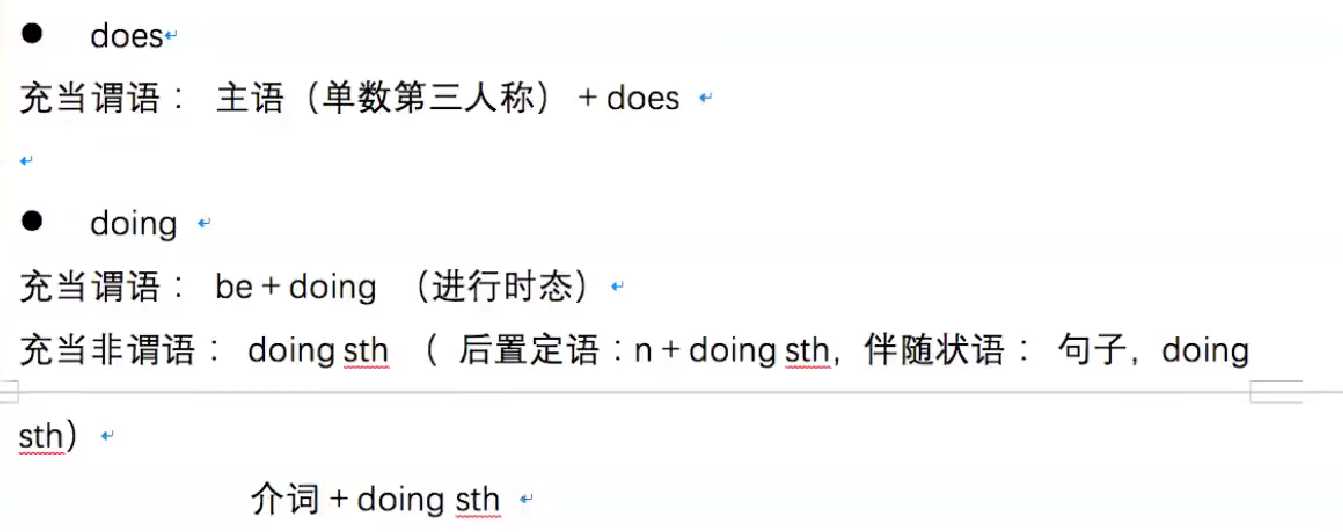 ● does
充当谓语： 主语（单数第三人称）+ does
● doing
充当谓语： be + doing （进行时态）
充当非谓语： doing sth （ 后置定语：n + doing sth，伴随状语： 句子，doing
sth）
介词 + doing sth